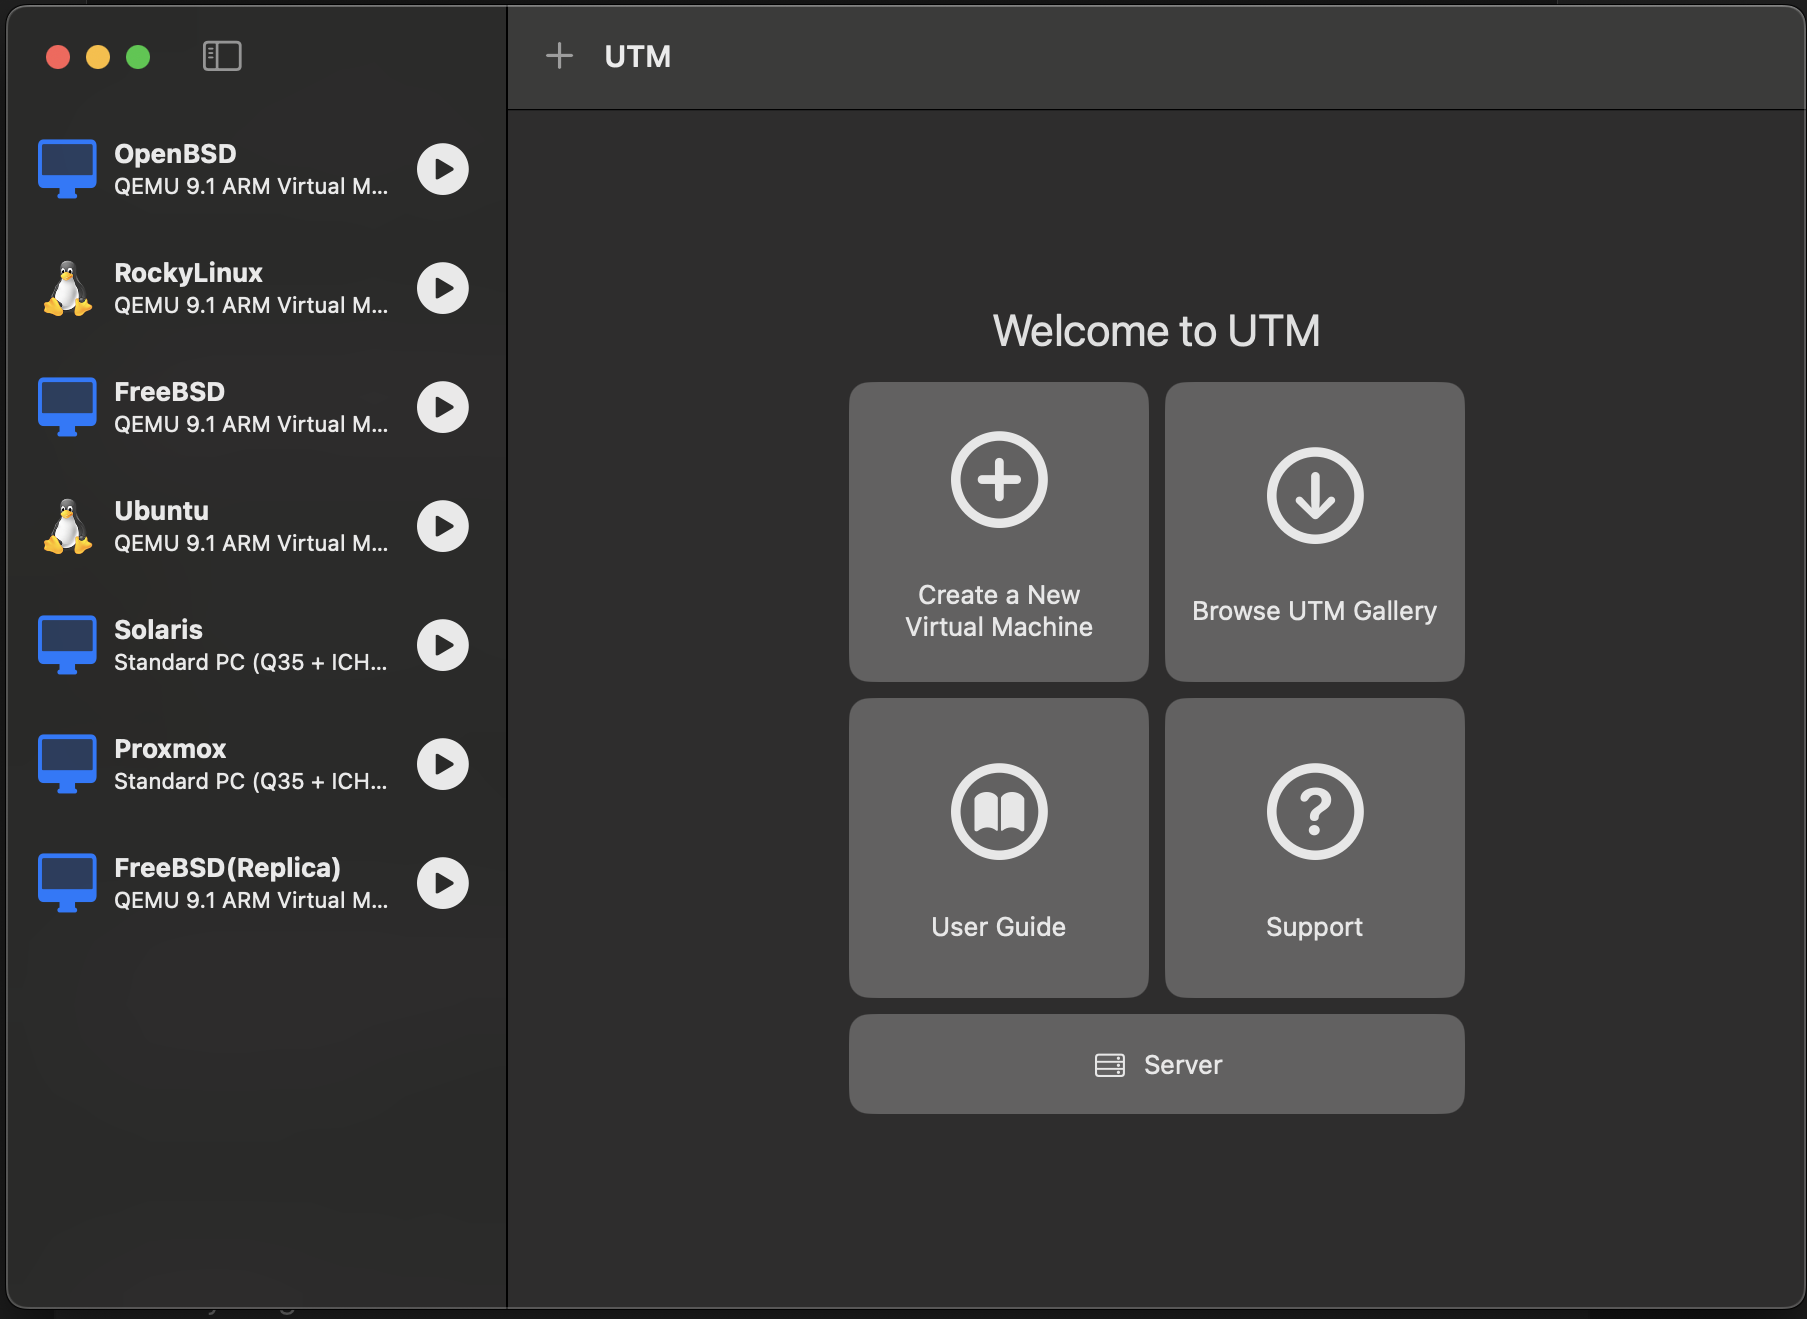 UTM
OpenBSD
QEMU 9.1 ARM Virtual M...
RockyLinux
QEMU 9.1 ARM Virtual M...
FreeBSD
QEMU 9.1 ARM Virtual M...
Ubuntu
QEMU 9.1 ARM Virtual M...
Solaris
Standard PC (Q35 + ICH...
Proxmox
Standard PC (Q35 + ICH...
FreeBSD(Replica)
QEMU 9.1 ARM Virtual M...
Welcome to UTM
Create a New
Virtual Machine
Browse UTM Gallery
User Guide
Support
Server